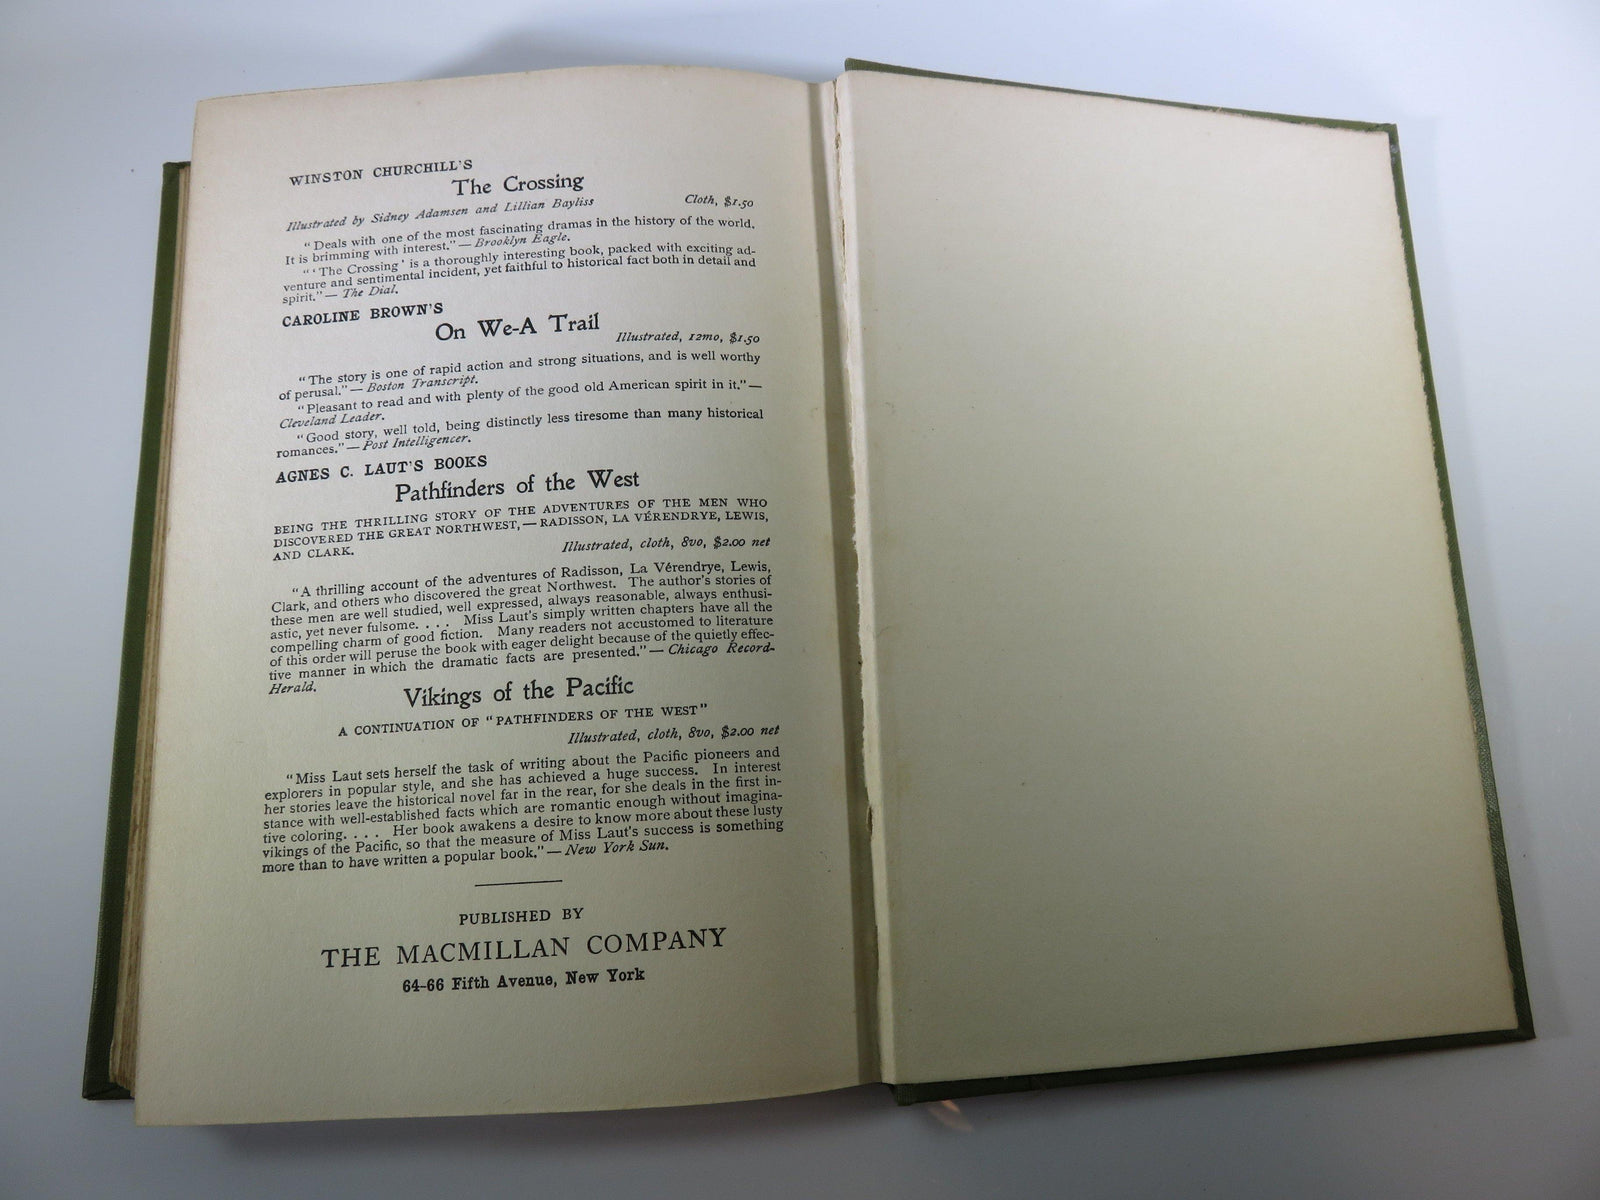 WINSTON CHURCHILL'S
The Crossing
Illustrated by Sidney Adamsen and Lillian Bayliss Cloth, $1.50
"Deals with one of the most fascinating dramas in the history of the world.
It is brimming with interest."—Brooklyn Eagle.
"'The Crossing' is a thoroughly interesting book, packed with exciting ad-
venture and sentimental incident, yet faithful to historical fact both in detail and
spirit."—The Dial.
CAROLINE BROWN'S
On We-A Trail
Illustrated, 12mo, $1.50
"The story is one of rapid action and strong situations, and is well worthy
of perusal."—Boston Transcript.
"Pleasant to read and with plenty of the good old American spirit in it."—
Cleveland Leader.
"Good story, well told, being distinctly less tiresome than many historical
romances."—Post Intelligencer.
AGNES C. LAUT'S BOOKS
Pathfinders of the West
BEING THE THRILLING STORY OF THE ADVENTURES OF THE MEN WHO
DISCOVERED THE GREAT NORTHWEST,—RADISSON, LA VÉRENDRYE, LEWIS,
AND CLARK.
Illustrated, cloth, 8vo, $2.00 net
"A thrilling account of the adventures of Radisson, La Vérendrye, Lewis,
Clark, and others who discovered the great Northwest. The author's stories of
these men are well studied, well expressed, always reasonable, always enthusi-
astic, yet never fulsome. . . . Miss Laut's simply written chapters have all the
compelling charm of good fiction. Many readers not accustomed to literature
of this order will peruse the book with eager delight because of the quietly effec-
tive manner in which the dramatic facts are presented."—Chicago Record-
Herald.
Vikings of the Pacific
A CONTINUATION OF "PATHFINDERS OF THE WEST"
Illustrated, cloth, 8vo, $2.00 net
"Miss Laut sets herself the task of writing about the Pacific pioneers and
explorers in popular style, and she has achieved a huge success. In interest
her stories leave the historical novel far in the rear, for she deals in the first in-
stance with well-established facts which are romantic enough without imagina-
tive coloring. . . . Her book awakens a desire to know more about these lusty
vikings of the Pacific, so that the measure of Miss Laut's success is something
more than to have written a popular book."—New York Sun.
PUBLISHED BY
THE MACMILLAN COMPANY
64-66 Fifth Avenue, New York